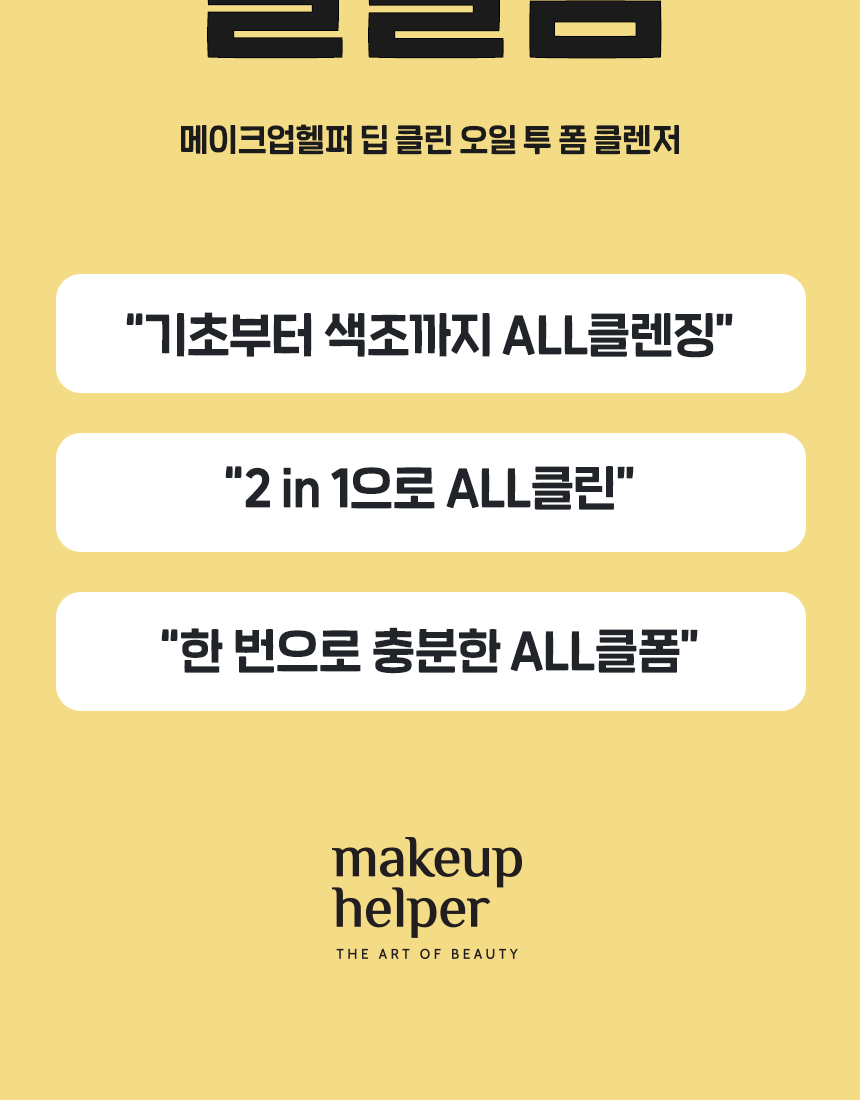 메이크업헬퍼 딥 클린 오일 투 폼 클렌저
“기초부터 색조까지 ALL클렌징”
“2 in 1으로 ALL클린”
“한 번으로 충분한 ALL클폼”
makeup
helper
THE ART OF BEAUTY